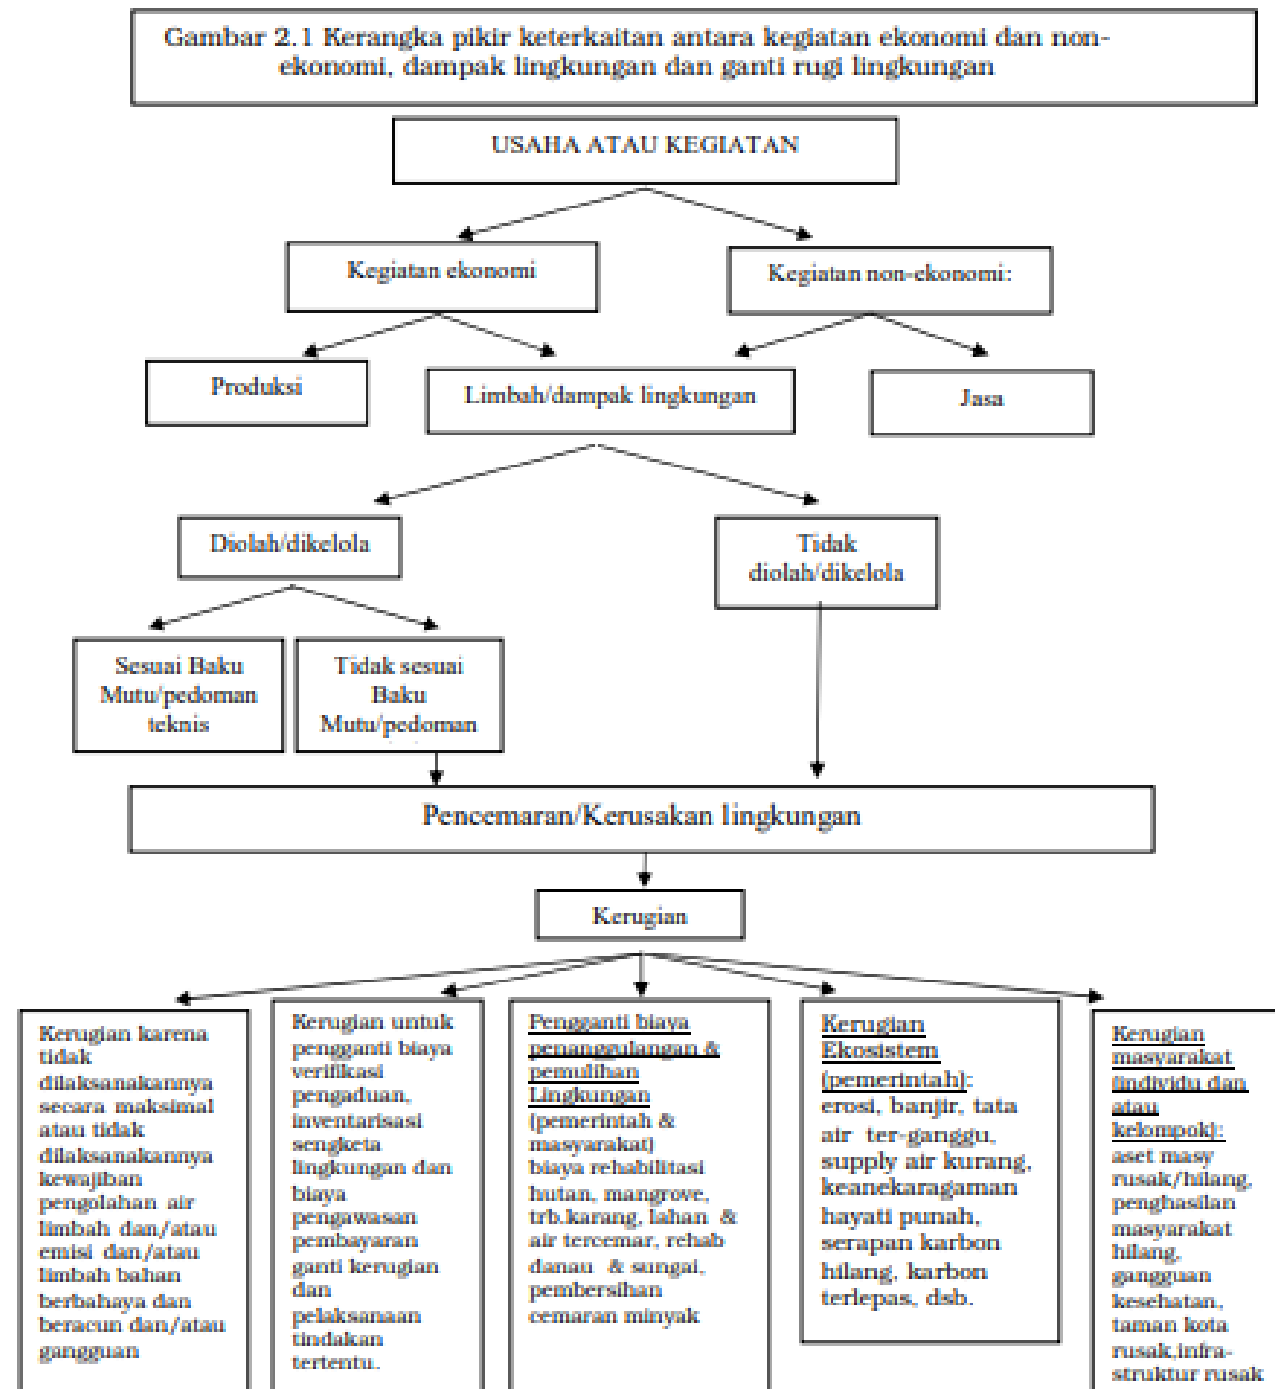 Gambar 2.1 Kerangka pikir keterkaitan antara kegiatan ekonomi dan non-
ekonomi, dampak lingkungan dan ganti rugi lingkungan
USAHA ATAU KEGIATAN
Kegiatan ekonomi
Kegiatan non-ekonomi:
Produksi
Limbah/dampak lingkungan
Jasa
Diolah/dikelola
Tidak
diolah/dikelola
Sesuai Baku
Mutu/pedoman
teknis
Tidak sesuai
Baku
Mutu/pedoman
Pencemaran/Kerusakan lingkungan
Kerugian
Kerugian karena
tidak
dilaksanakannya
secara maksimal
atau tidak
dilaksanakannya
kewajiban
pengolahan air
limbah dan/atau
emisi dan/atau
limbah bahan
berbahaya dan
beracun dan/atau
gangguan
Kerugian untuk
pengganti biaya
verifikasi
pengaduan,
inventarisasi
sengketa
lingkungan dan
biaya
pengawasan
pembayaran
ganti kerugian
dan
pelaksanaan
tindakan
tertentu.
Pengganti biaya
penanggulangan &
pemulihan
Lingkungan
(pemerintah &
masyarakat)
biaya rehabilitasi
hutan, mangrove,
trb.karang, lahan &
air tercemar, rehab
danau & sungai,
pembersihan
cemaran minyak
Kerugian
Ekosistem
(pemerintah):
erosi, banjir, tata
air ter-ganggu,
supply air kurang,
keanekaragaman
hayati punah,
serapan karbon
hilang, karbon
terlepas, dsb.
Kerugian
masyarakat
(individu dan
atau
kelompok):
aset masy
rusak/hilang,
penghasilan
masyarakat
hilang,
gangguan
kesehatan,
taman kota
rusak,infra-
struktur rusak